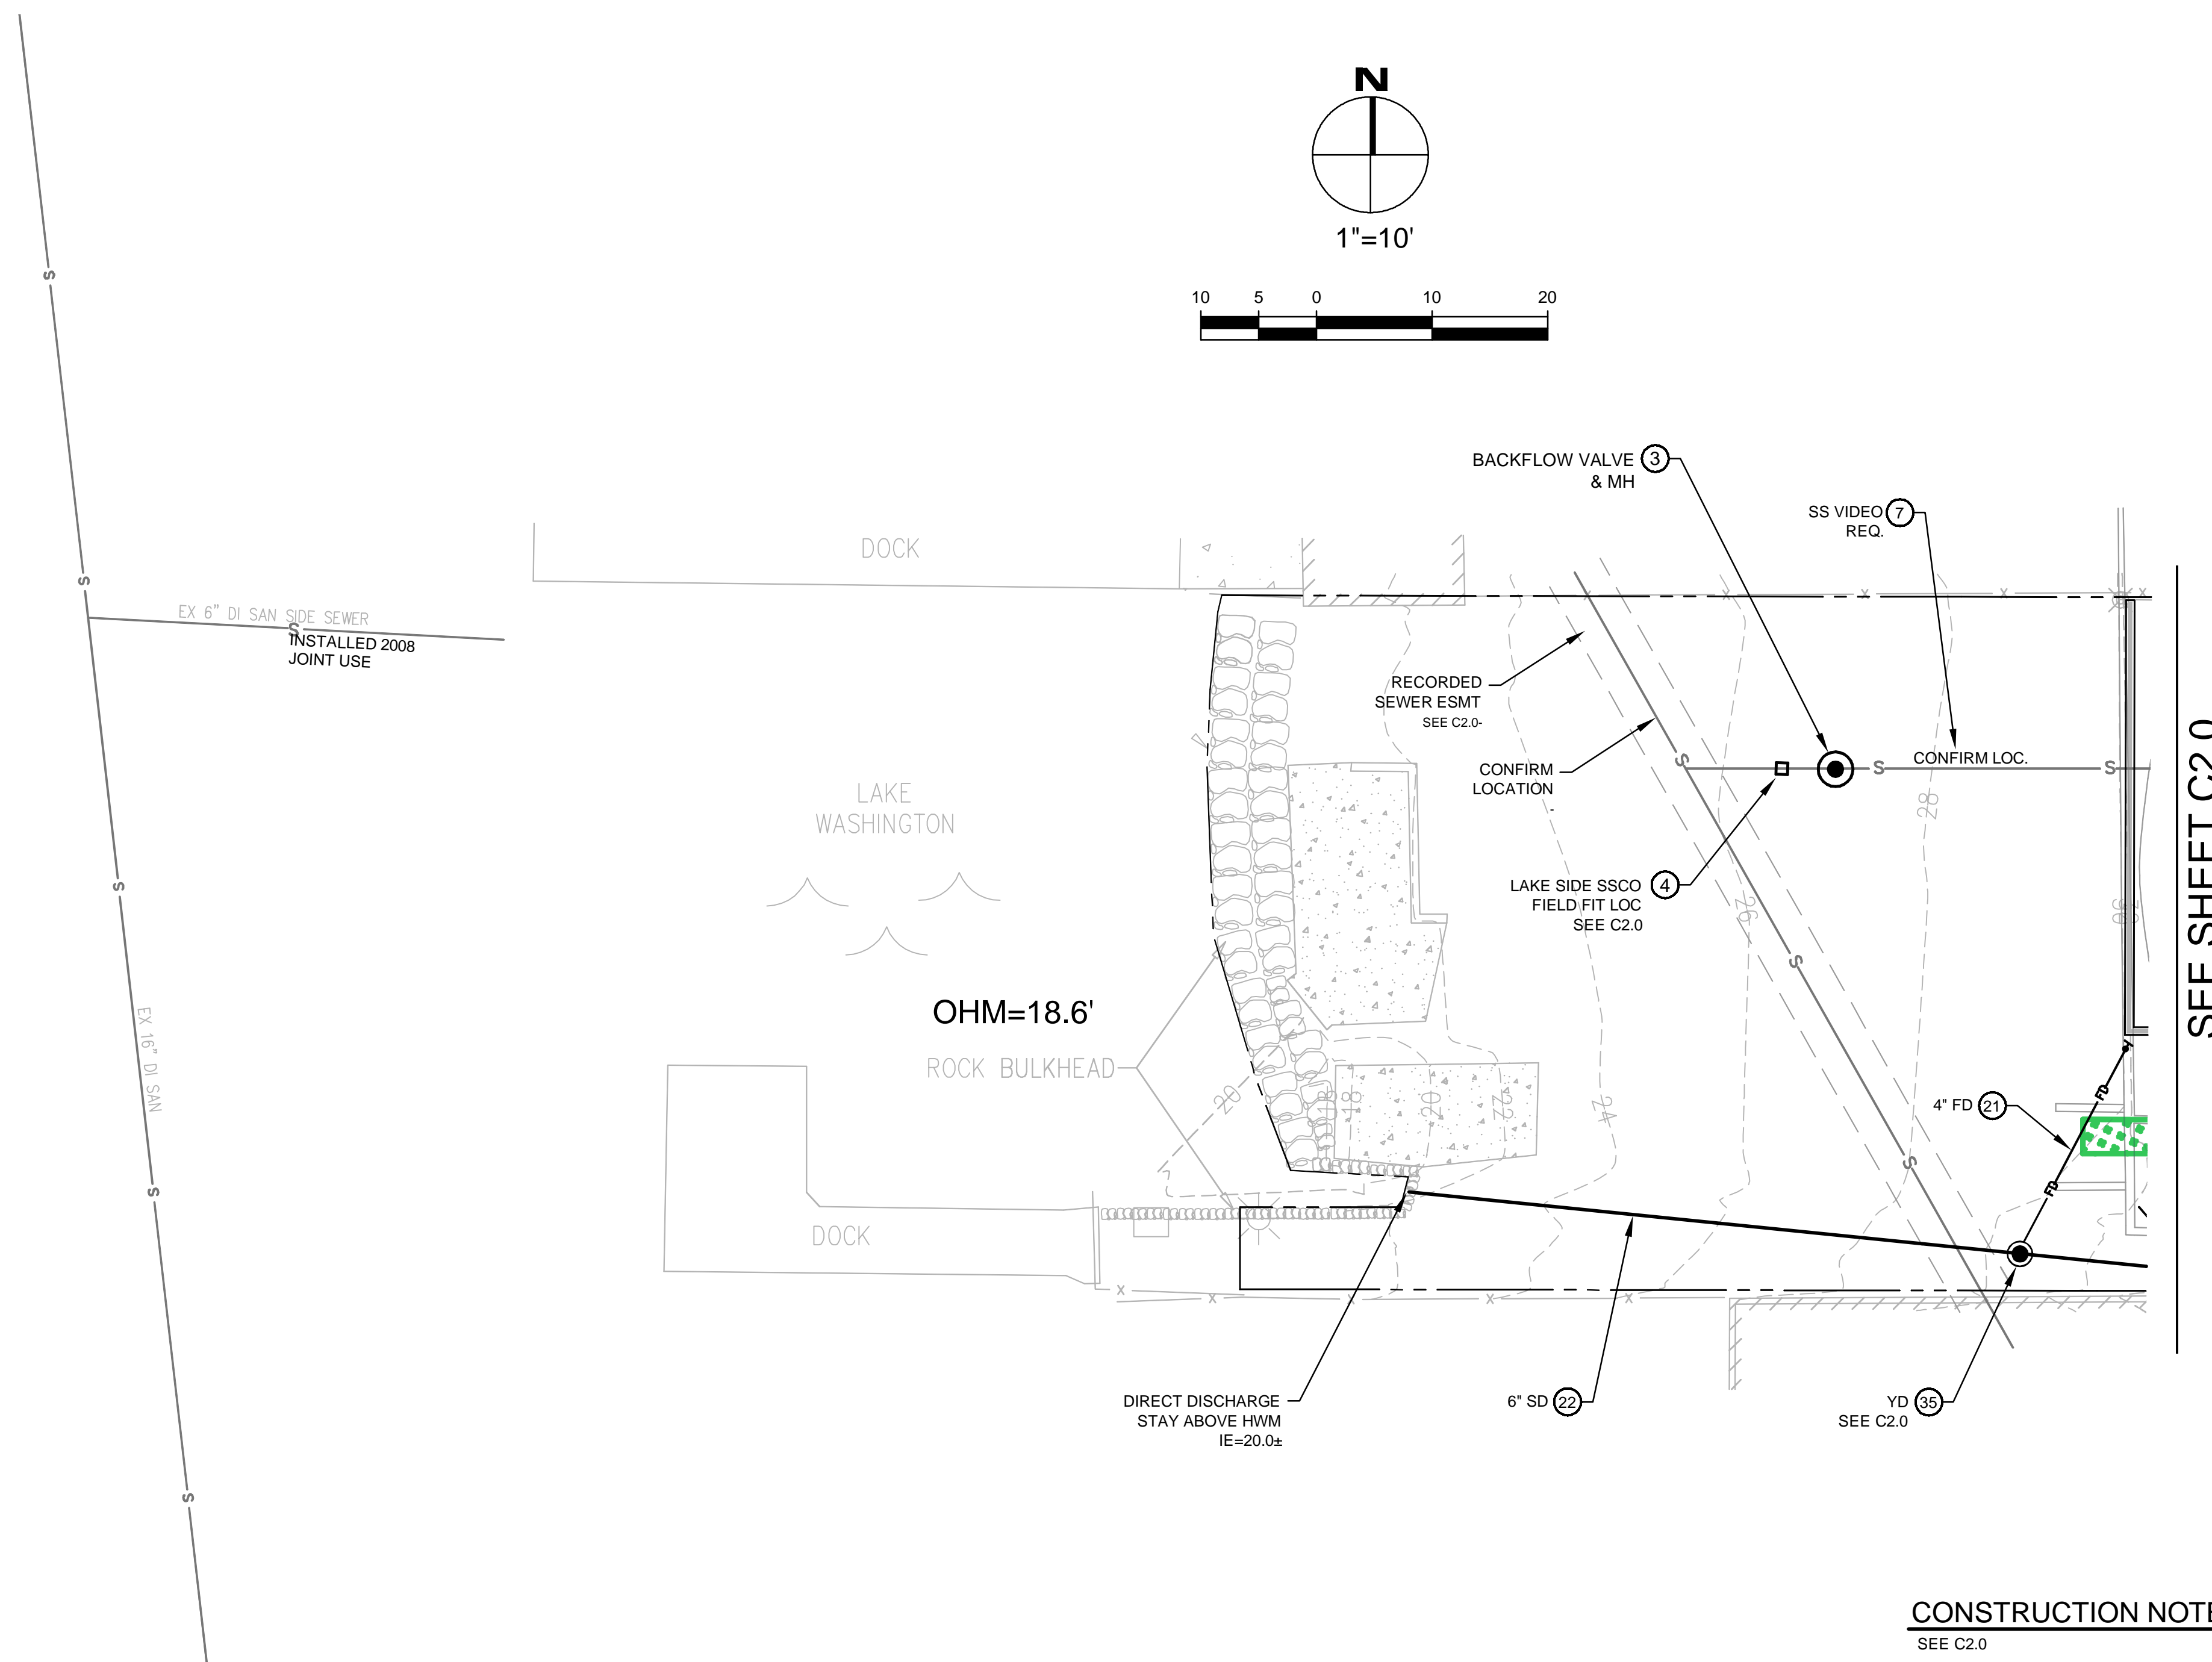 N
1"=10'
10 5 0 10 20
BACKFLOW VALVE 3
& MH
SS VIDEO 7
REQ.
DOCK
S
S
EX 6" DI SAN SIDE SEWER
S
INSTALLED 2008
JOINT USE
RECORDED
SEWER ESMT
SEE C2.0-
CONFIRM
LOCATION
-
S
S
CONFIRM LOC.
S
LAKE
WASHINGTON
28
26
30
LAKE SIDE SSCO 4
FIELD FIT LOC
SEE C2.0
S
S
SEE SHEET C2.0
OHM=18.6'
ROCK BULKHEAD
EX 16" DI SAN
20
18
18
20
22
24
4" FD 21
FD
FD
S
S
DOCK
DIRECT DISCHARGE
STAY ABOVE HWM
IE=20.0±
6" SD 22
YD 35
SEE C2.0
S
CONSTRUCTION NOTE
SEE C2.0